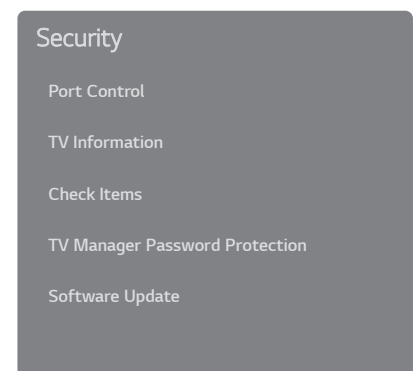 Security
Port Control
TV Information
Check Items
TV Manager Password Protection
Software Update